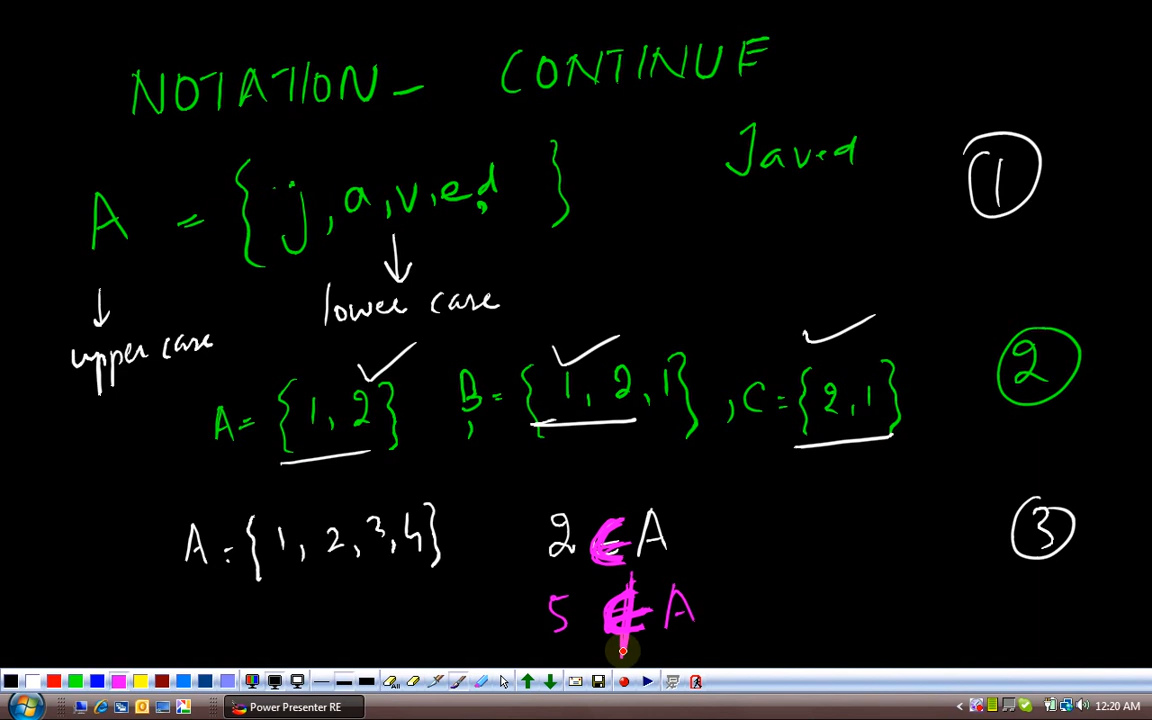 NOTATION - CONTINUE
Javed
A = {j, a, v, e, d} ①
lower case
upper case
A = {1, 2}, B = {1, 2, 1}, C = {2, 1} ②
A = {1, 2, 3, 4} 2 ∈ A ③
5 ∉ A
All
Power Presenter RE
12:20 AM